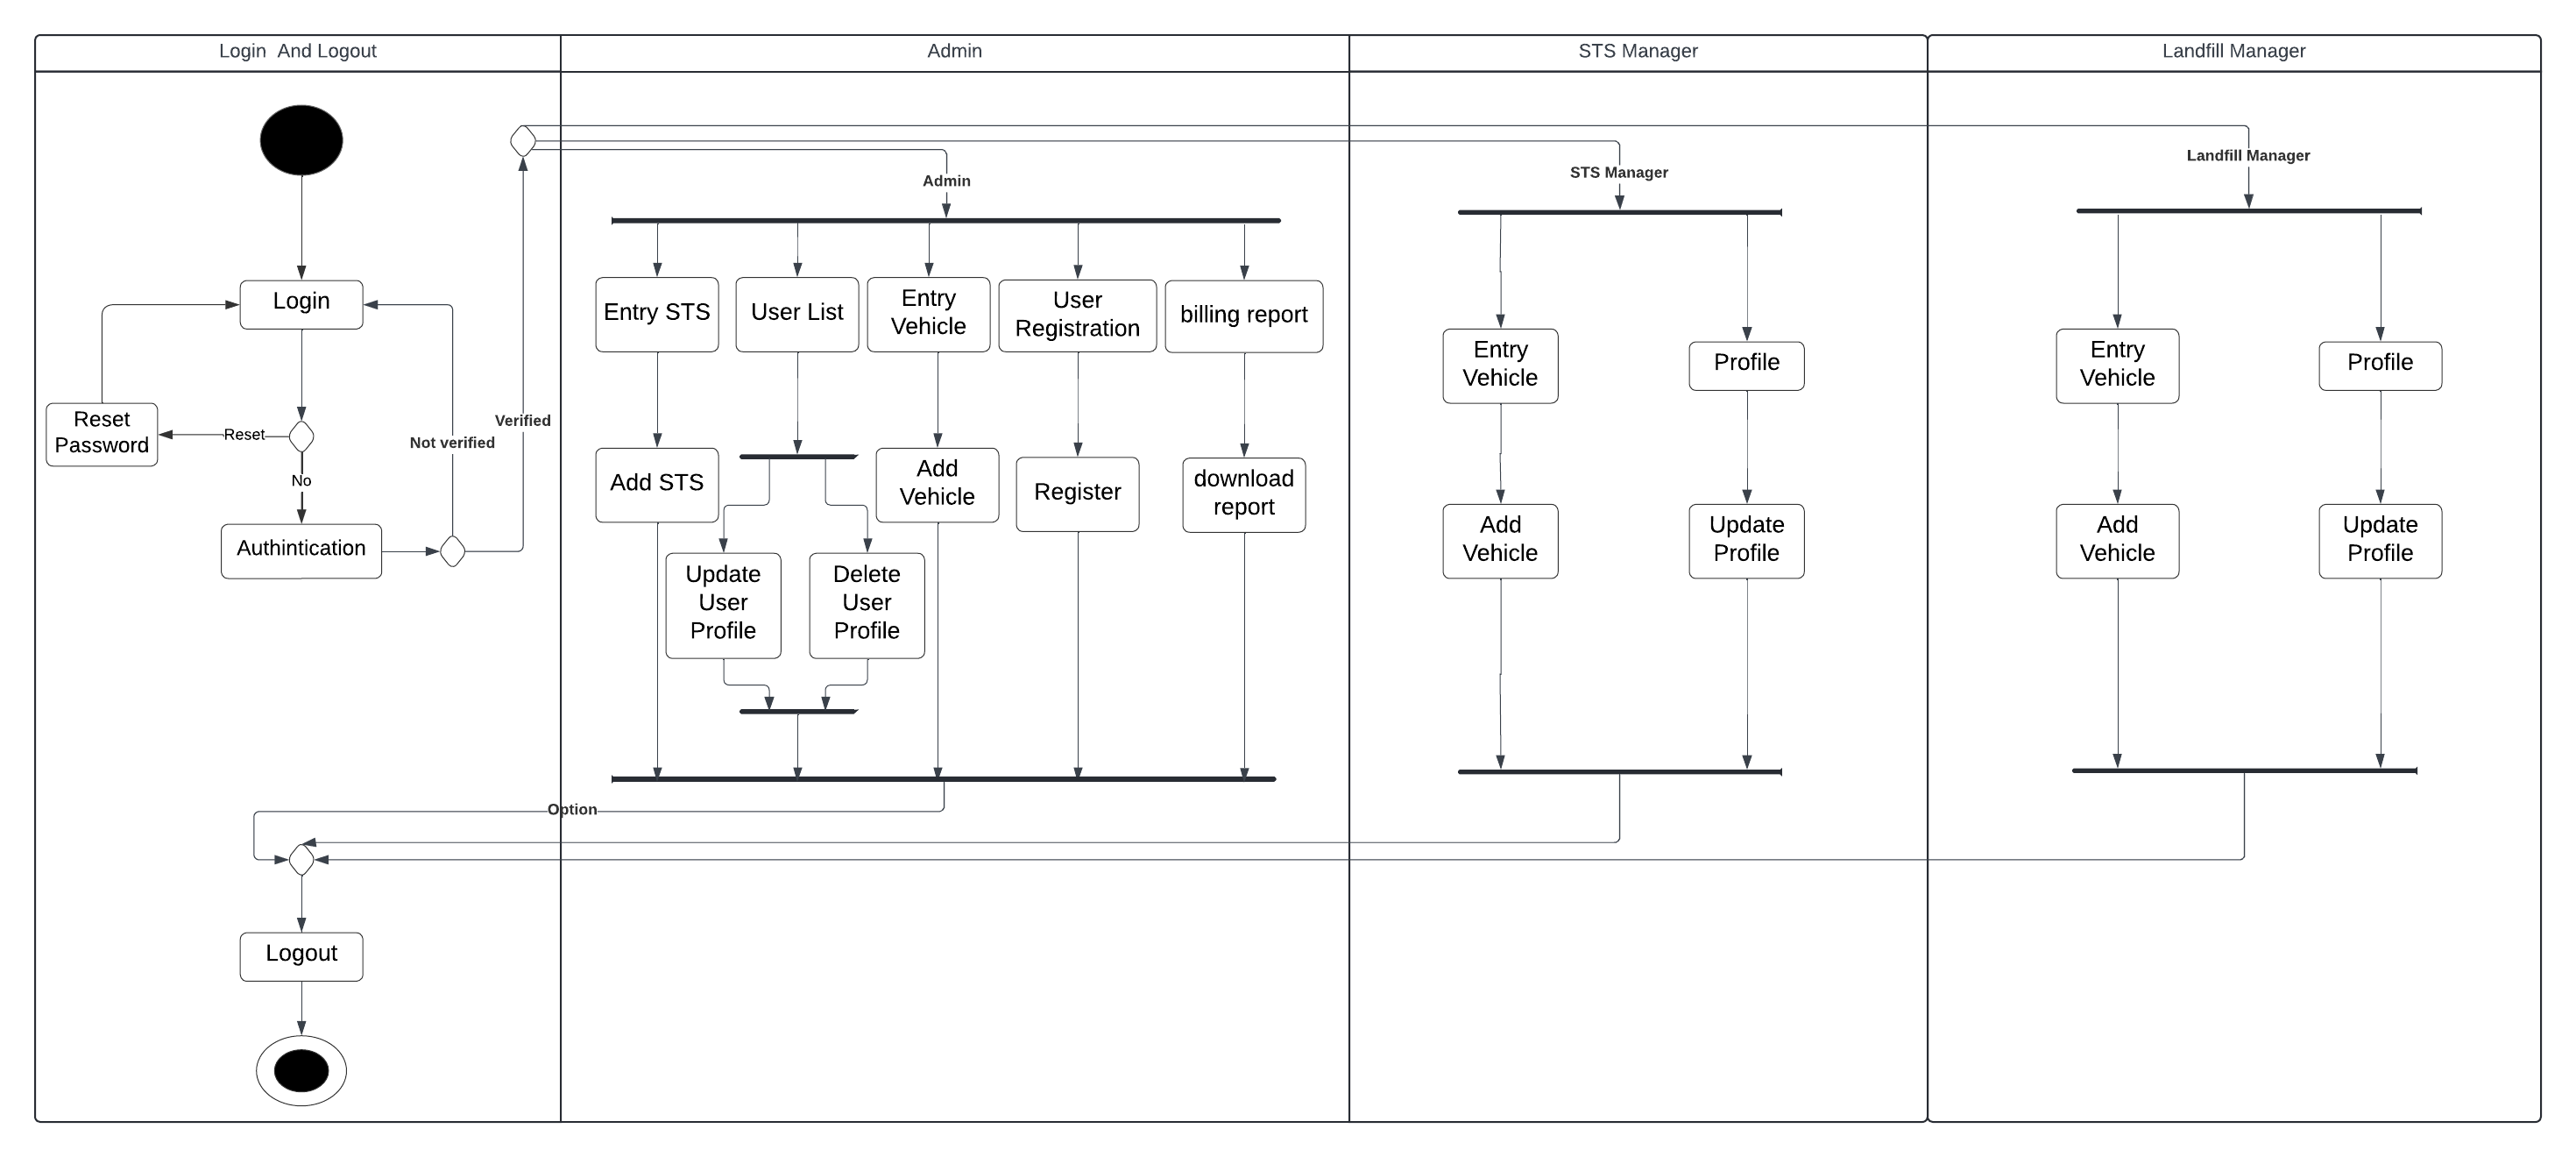 Login  And Logout
Admin
STS Manager
Landfill Manager
Landfill Manager
STS Manager
Admin
Login
Entry STS
User List
Entry
Vehicle
User
Registration
billing report
Entry
Vehicle
Profile
Entry
Vehicle
Profile
Reset
Password
Reset
Not verified
Verified
No
Add STS
Add
Vehicle
Register
download
report
Authintication
Add
Vehicle
Update
Profile
Add
Vehicle
Update
Profile
Update
User
Profile
Delete
User
Profile
Option
Logout